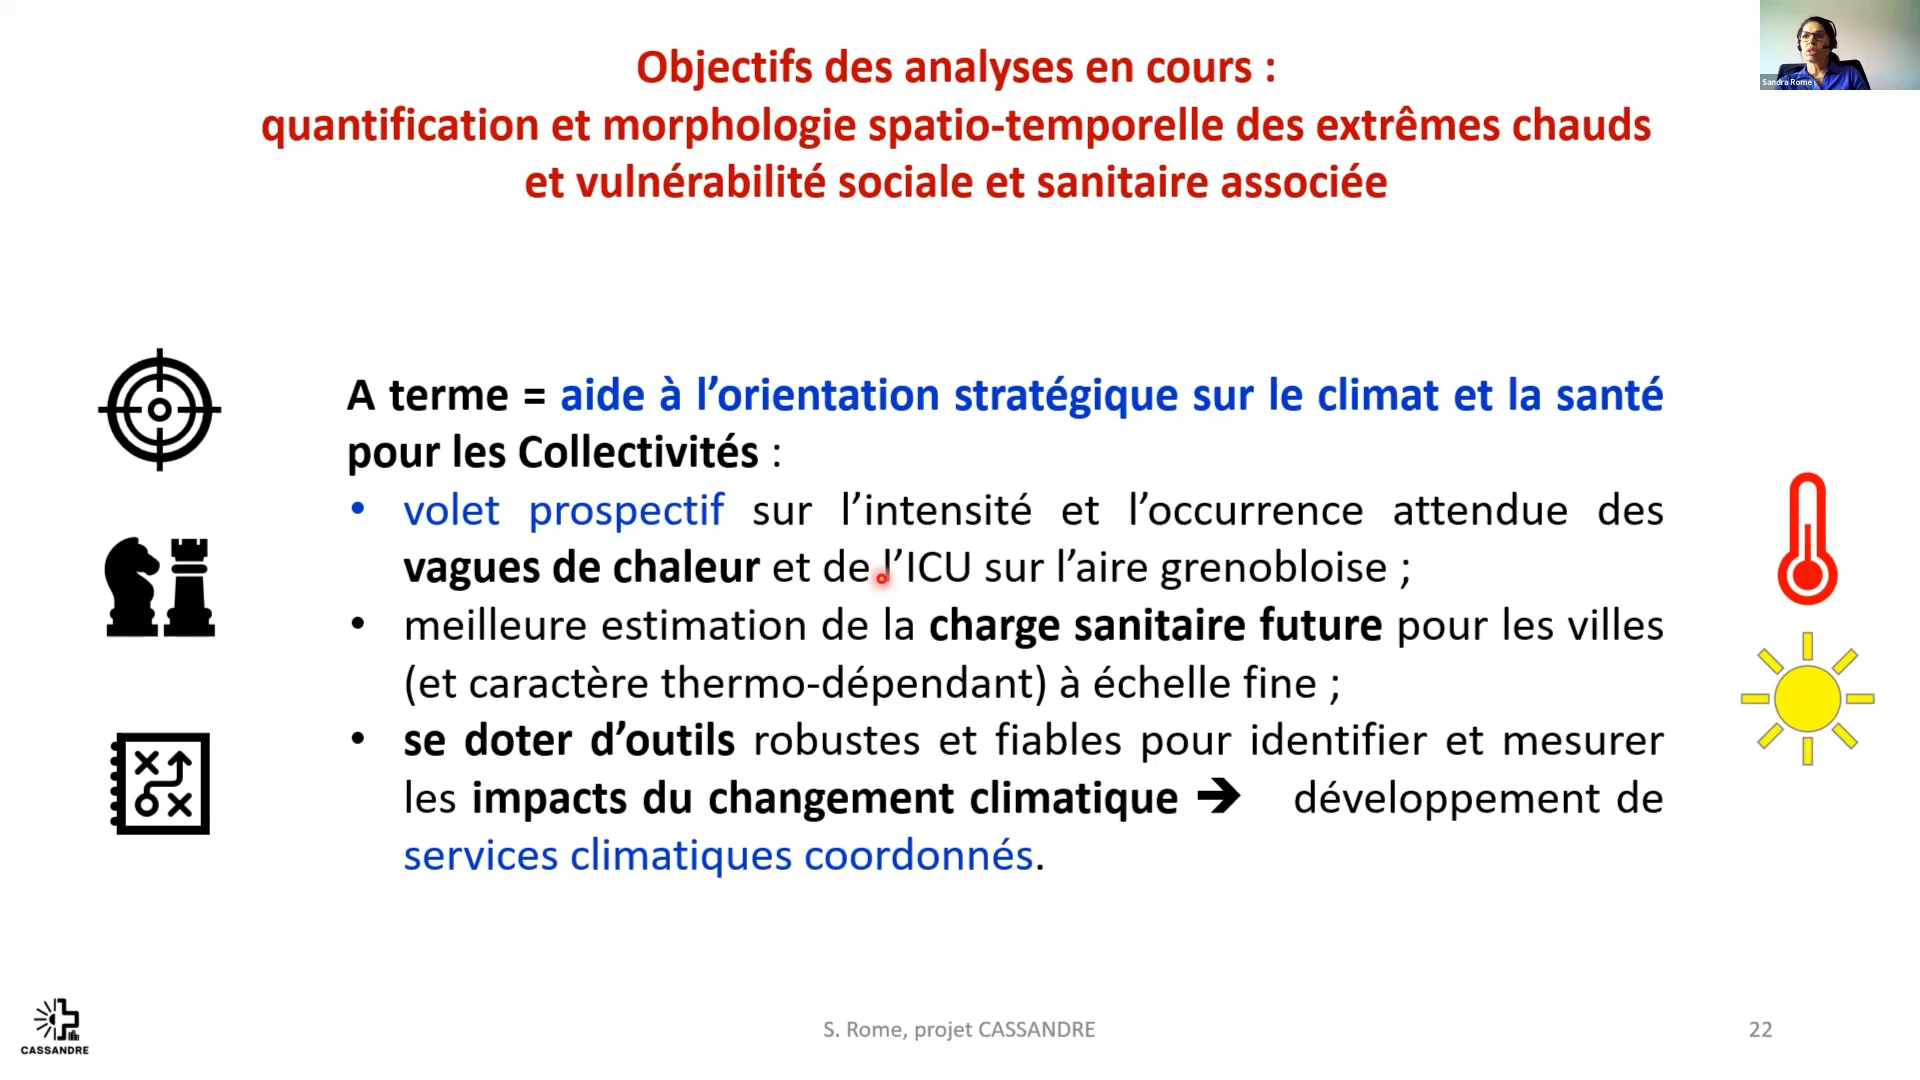 Sandra Rome
Objectifs des analyses en cours :
quantification et morphologie spatio-temporelle des extrêmes chauds
et vulnérabilité sociale et sanitaire associée
A terme = aide à l’orientation stratégique sur le climat et la santé
pour les Collectivités :
• volet prospectif sur l’intensité et l’occurrence attendue des
vagues de chaleur et de l’ICU sur l’aire grenobloise ;
• meilleure estimation de la charge sanitaire future pour les villes
(et caractère thermo-dépendant) à échelle fine ;
• se doter d’outils robustes et fiables pour identifier et mesurer
les impacts du changement climatique ➔ développement de
services climatiques coordonnés.
CASSANDRE
S. Rome, projet CASSANDRE
22